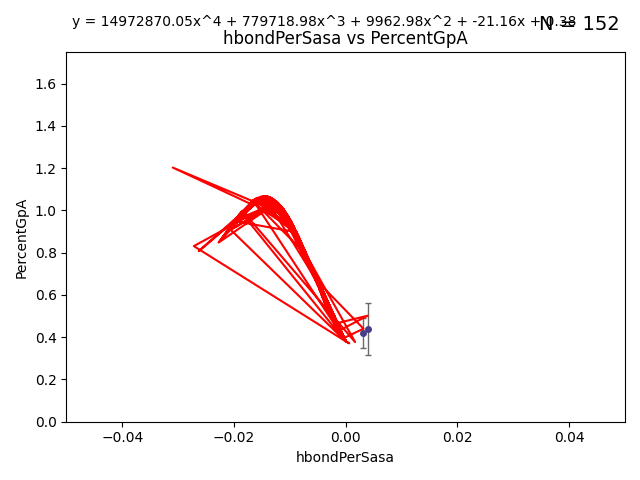 y = 14972870.05x^4 + 779718.98x^3 + 9962.98x^2 + -21.16x + 0.38
N = 152
hbondPerSasa vs PercentGpA
1.6
1.4
1.2
1.0
0.8
0.6
0.4
0.2
0.0
PercentGpA
−0.04
−0.02
0.00
0.02
0.04
hbondPerSasa